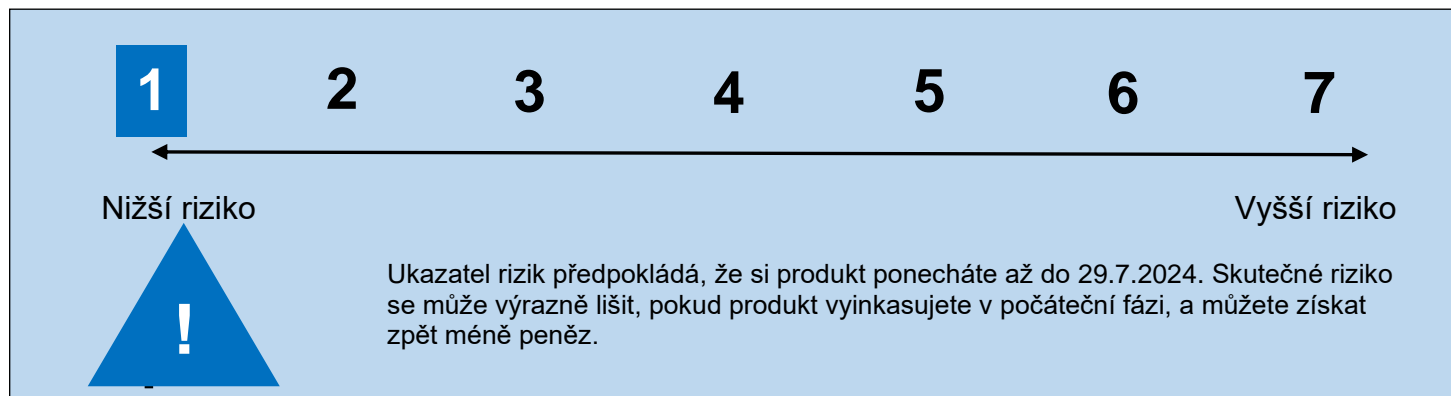 1 2 3 4 5 6 7
Nižší riziko Vyšší riziko
Ukazatel rizik předpokládá, že si produkt ponecháte až do 29.7.2024. Skutečné riziko
se může výrazně lišit, pokud produkt vyinkasujete v počáteční fázi, a můžete získat
zpět méně peněz.
!